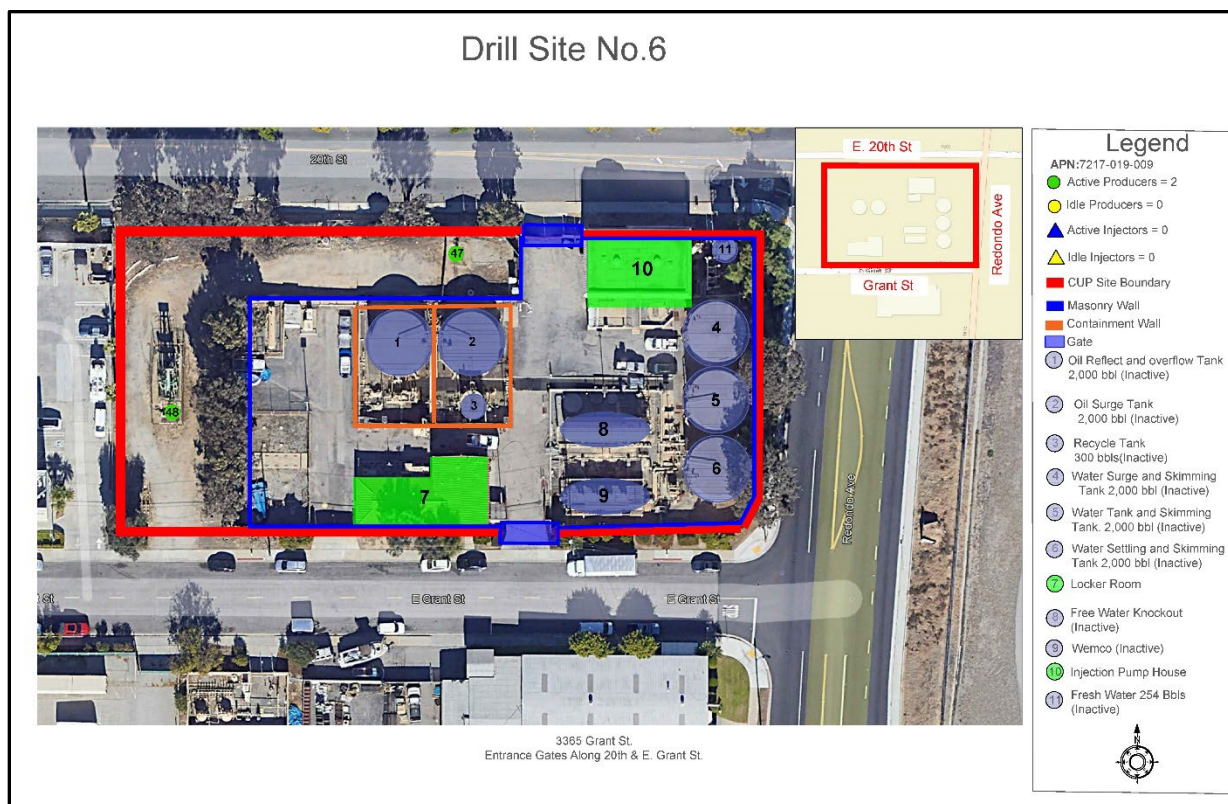 Drill Site No.6
20th St
47
11
10
4
1
2
5
3
48
8
6
7
9
Redondo Ave
E Grant St
E Grant St
E. 20th St
Redondo Ave
Grant St
Legend
APN:7217-019-009
Active Producers = 2
Idle Producers = 0
Active Injectors = 0
Idle Injectors = 0
CUP Site Boundary
Masonry Wall
Containment Wall
Gate
1 Oil Reflect and overflow Tank
2,000 bbl (Inactive)
2 Oil Surge Tank
2,000 bbl (Inactive)
3 Recycle Tank
300 bbls(Inactive)
4 Water Surge and Skimming
Tank 2,000 bbl (Inactive)
5 Water Tank and Skimming
Tank. 2,000 bbl (Inactive)
6 Water Settling and Skimming
Tank 2,000 bbl (Inactive)
7 Locker Room
8 Free Water Knockout
(Inactive)
9 Wemco (Inactive)
10 Injection Pump House
11 Fresh Water 254 Bbls
(Inactive)
N
3365 Grant St.
Entrance Gates Along 20th & E. Grant St.